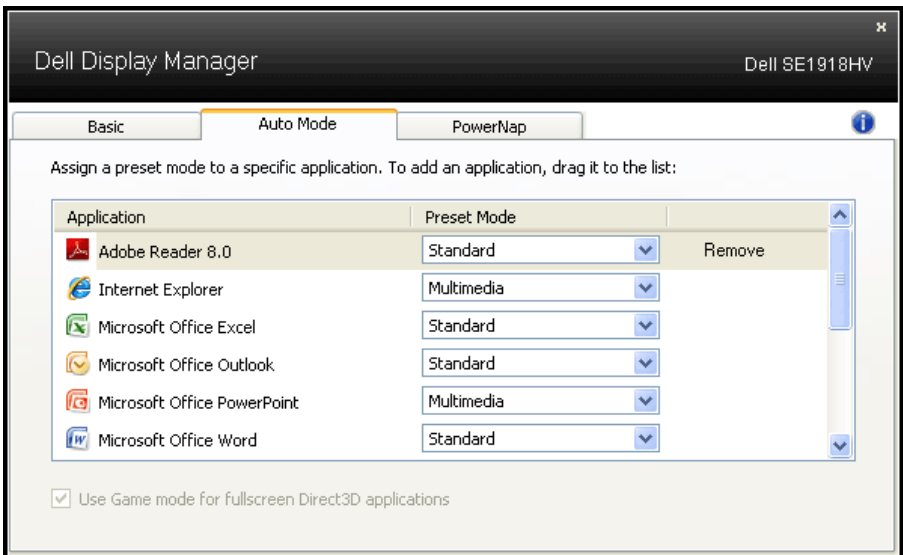 Dell Display Manager
Dell SE1918HV
Basic Auto Mode PowerNap
Assign a preset mode to a specific application. To add an application, drag it to the list:
Application Preset Mode
Adobe Reader 8.0 Standard Remove
Internet Explorer Multimedia
Microsoft Office Excel Standard
Microsoft Office Outlook Standard
Microsoft Office PowerPoint Multimedia
Microsoft Office Word Standard
Use Game mode for fullscreen Direct3D applications